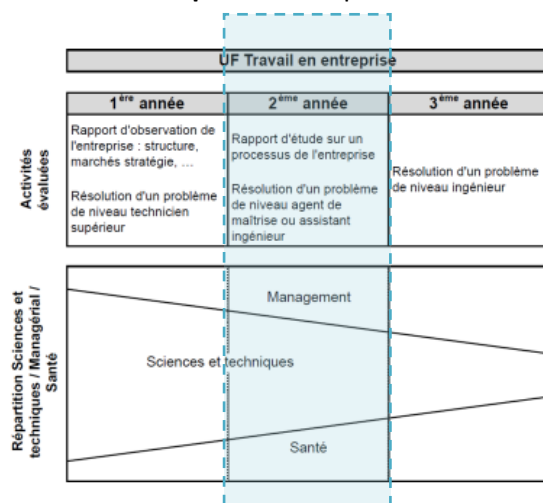 UF Travail en entreprise
1ère année
2ème année
3ème année
Activités
évaluées
Rapport d'observation de
l'entreprise : structure,
marchés stratégie, ...
Résolution d'un problème
de niveau technicien
supérieur
Rapport d'étude sur un
processus de l'entreprise
Résolution d'un problème
de niveau agent de
maîtrise ou assistant
ingénieur
Résolution d'un problème
de niveau ingénieur
Répartition Sciences et
techniques / Managérial /
Santé
Management
Sciences et techniques
Santé